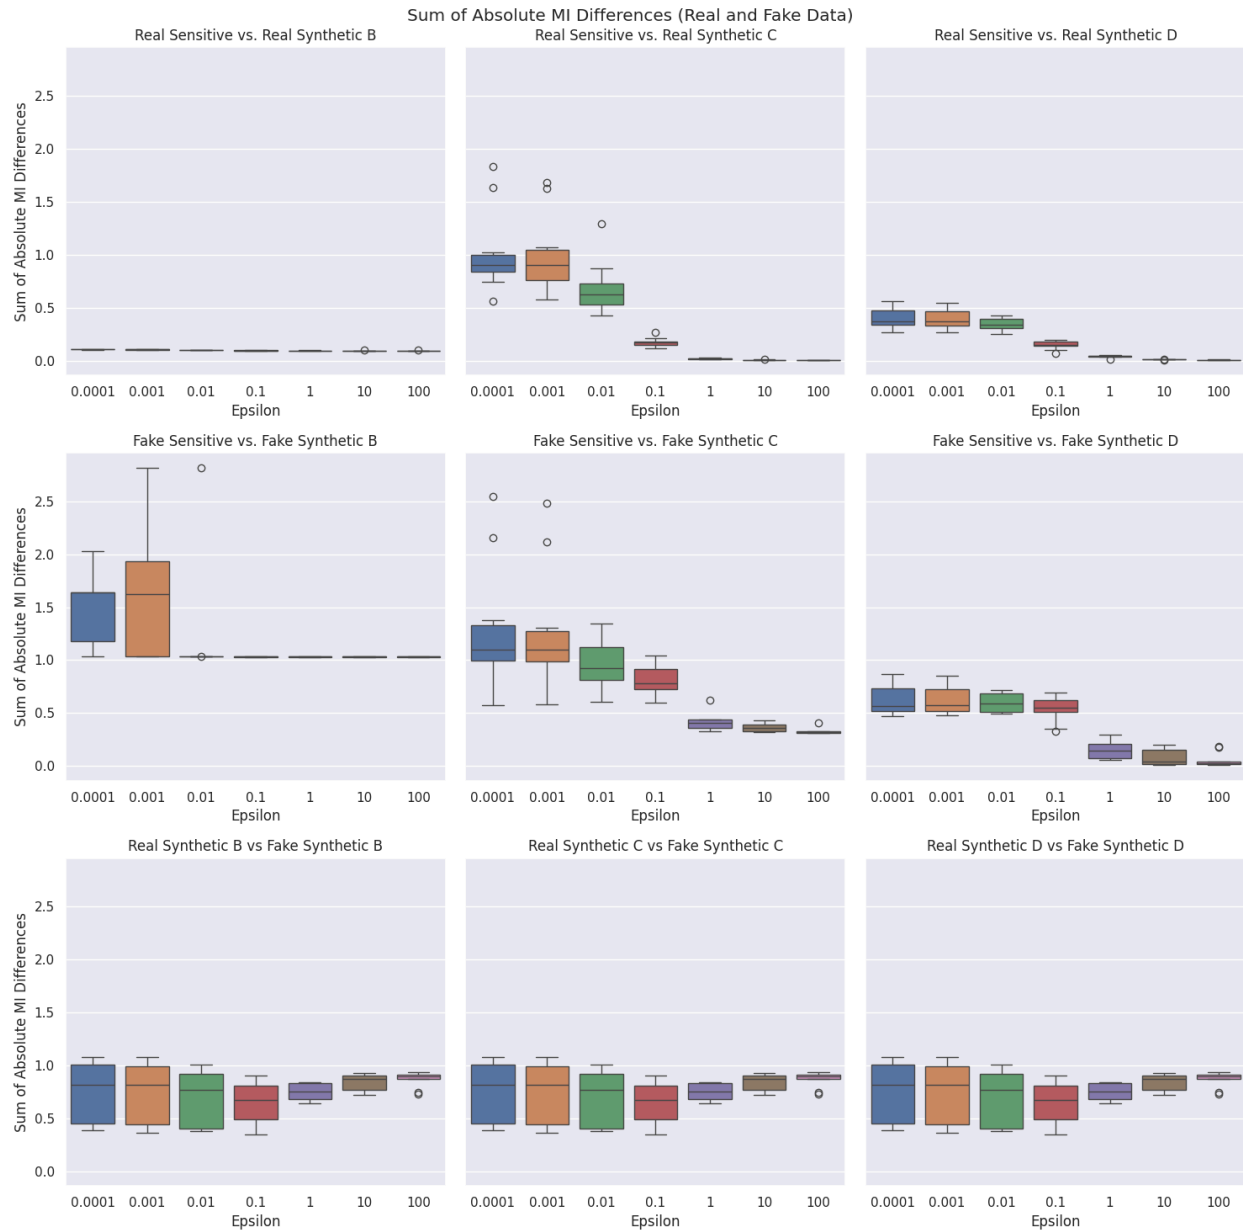 Sum of Absolute MI Differences (Real and Fake Data)
Real Sensitive vs. Real Synthetic B
Real Sensitive vs. Real Synthetic C
Real Sensitive vs. Real Synthetic D
Sum of Absolute MI Differences
2.5
2.0
1.5
1.0
0.5
0.0
0.0001 0.001 0.01 0.1 1 10 100
0.0001 0.001 0.01 0.1 1 10 100
0.0001 0.001 0.01 0.1 1 10 100
Epsilon
Epsilon
Epsilon
Fake Sensitive vs. Fake Synthetic B
Fake Sensitive vs. Fake Synthetic C
Fake Sensitive vs. Fake Synthetic D
Sum of Absolute MI Differences
2.5
2.0
1.5
1.0
0.5
0.0
0.0001 0.001 0.01 0.1 1 10 100
0.0001 0.001 0.01 0.1 1 10 100
0.0001 0.001 0.01 0.1 1 10 100
Epsilon
Epsilon
Epsilon
Real Synthetic B vs Fake Synthetic B
Real Synthetic C vs Fake Synthetic C
Real Synthetic D vs Fake Synthetic D
Sum of Absolute MI Differences
2.5
2.0
1.5
1.0
0.5
0.0
0.0001 0.001 0.01 0.1 1 10 100
0.0001 0.001 0.01 0.1 1 10 100
0.0001 0.001 0.01 0.1 1 10 100
Epsilon
Epsilon
Epsilon